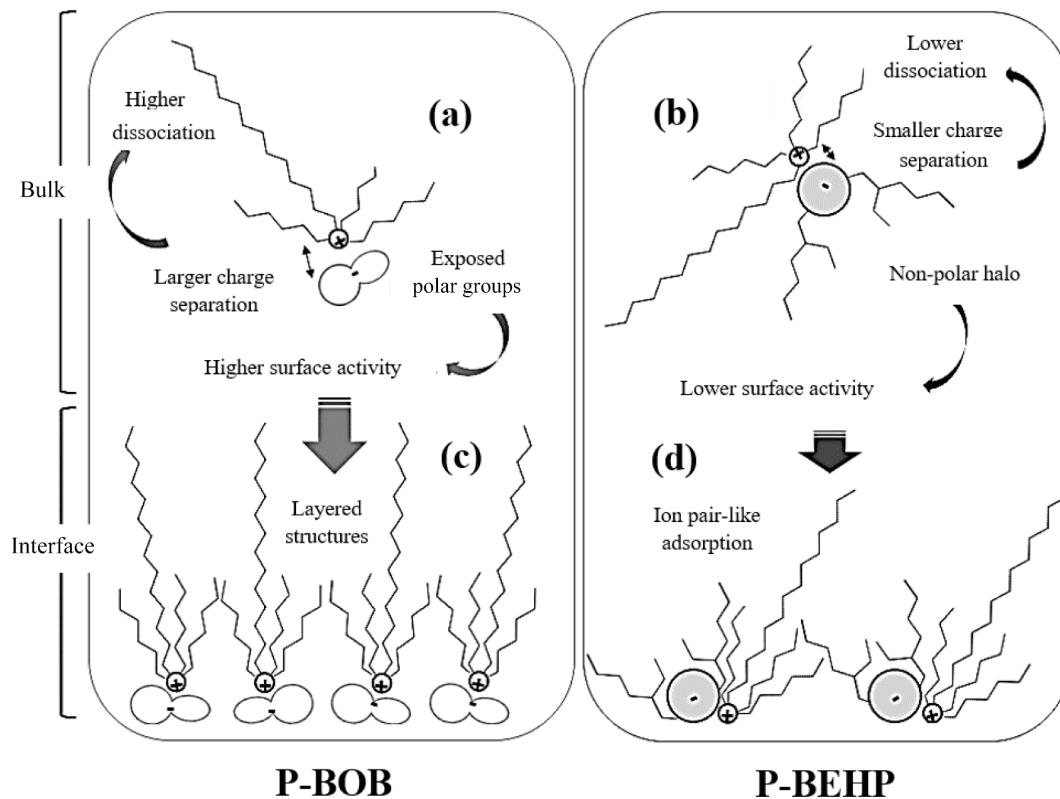 Bulk
Interface
(a)
Higher
dissociation
Larger charge
separation
Exposed
polar groups
Higher surface activity
(c)
Layered
structures
+
-
P-BOB
(b)
Lower
dissociation
Smaller charge
separation
Non-polar halo
Lower surface activity
(d)
Ion pair-like
adsorption
P-BEHP